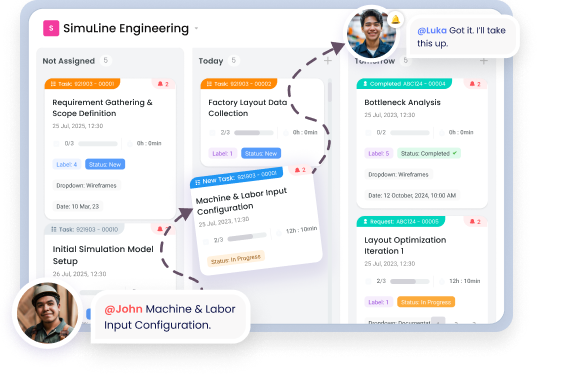 S SimuLine Engineering
@Luka Got it. I'll take
this up.
Not Assigned 5
Task: 921903 - 00001 2
Requirement Gathering &
Scope Definition
25 Jul, 2025, 12:30
0/3 0h : 0min
Label: 4 Status: New
Dropdown: Wireframes
Date: 10 Mar, 23
Task: 921903 - 00010
Initial Simulation Model
Setup
26 Jul, 2025, 12:30
Today 5
Task: 921903 - 00002 2
Factory Layout Data
Collection
2/3 0h : 0min
Label: 1 Status: New
New Task: 921903 - 00001 2
Machine & Labor Input
Configuration
25 Jul, 2023, 12:30
2/3 12h : 10min
Status: In Progress
Tomorrow 5
Completed: ABC124 - 00004 2
Bottleneck Analysis
25 Jul, 2023, 12:30
0/2 0h : 0min
Label: 5 Status: Completed
Dropdown: Wireframes
Date: 12 October, 2024, 10:00 AM
Request: ABC124 - 00005 2
Layout Optimization
Iteration 1
25 Jul, 2023, 12:30
2/3 12h : 10min
Label: 1 Status: In Progress
@John Machine & Labor
Input Configuration.